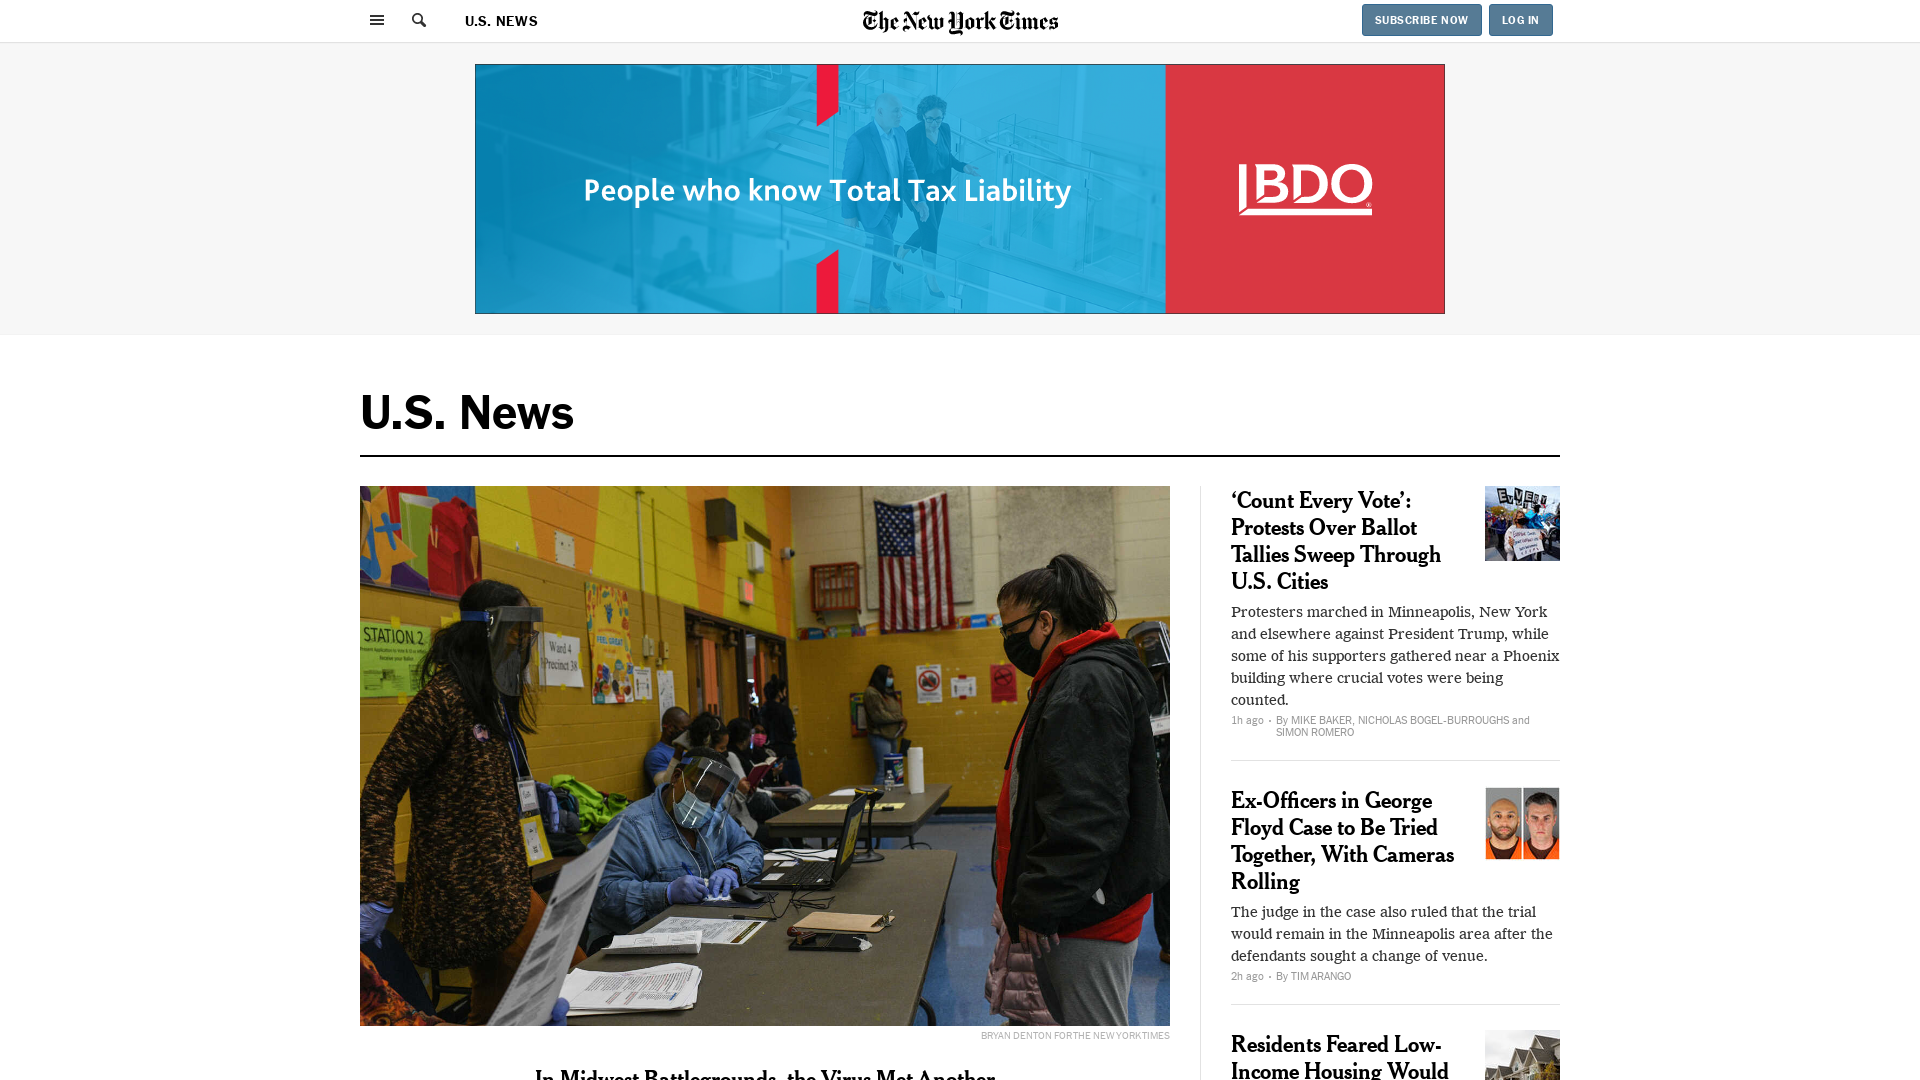 U.S. NEWS
The New York Times
SUBSCRIBE NOW
LOG IN
People who know Total Tax Liability
BDO
U.S. News
STATION 2
Ward 4
Precinct 38
BRYAN DENTON FOR THE NEW YORK TIMES
In Midwest Battlegrounds, the Virus Met Another
‘Count Every Vote’:
Protests Over Ballot
Tallies Sweep Through
U.S. Cities
Protesters marched in Minneapolis, New York
and elsewhere against President Trump, while
some of his supporters gathered near a Phoenix
building where crucial votes were being
counted.
1h ago · By MIKE BAKER, NICHOLAS BOGEL-BURROUGHS and
SIMON ROMERO
Ex-Officers in George
Floyd Case to Be Tried
Together, With Cameras
Rolling
The judge in the case also ruled that the trial
would remain in the Minneapolis area after the
defendants sought a change of venue.
2h ago · By TIM ARANGO
Residents Feared Low-
Income Housing Would